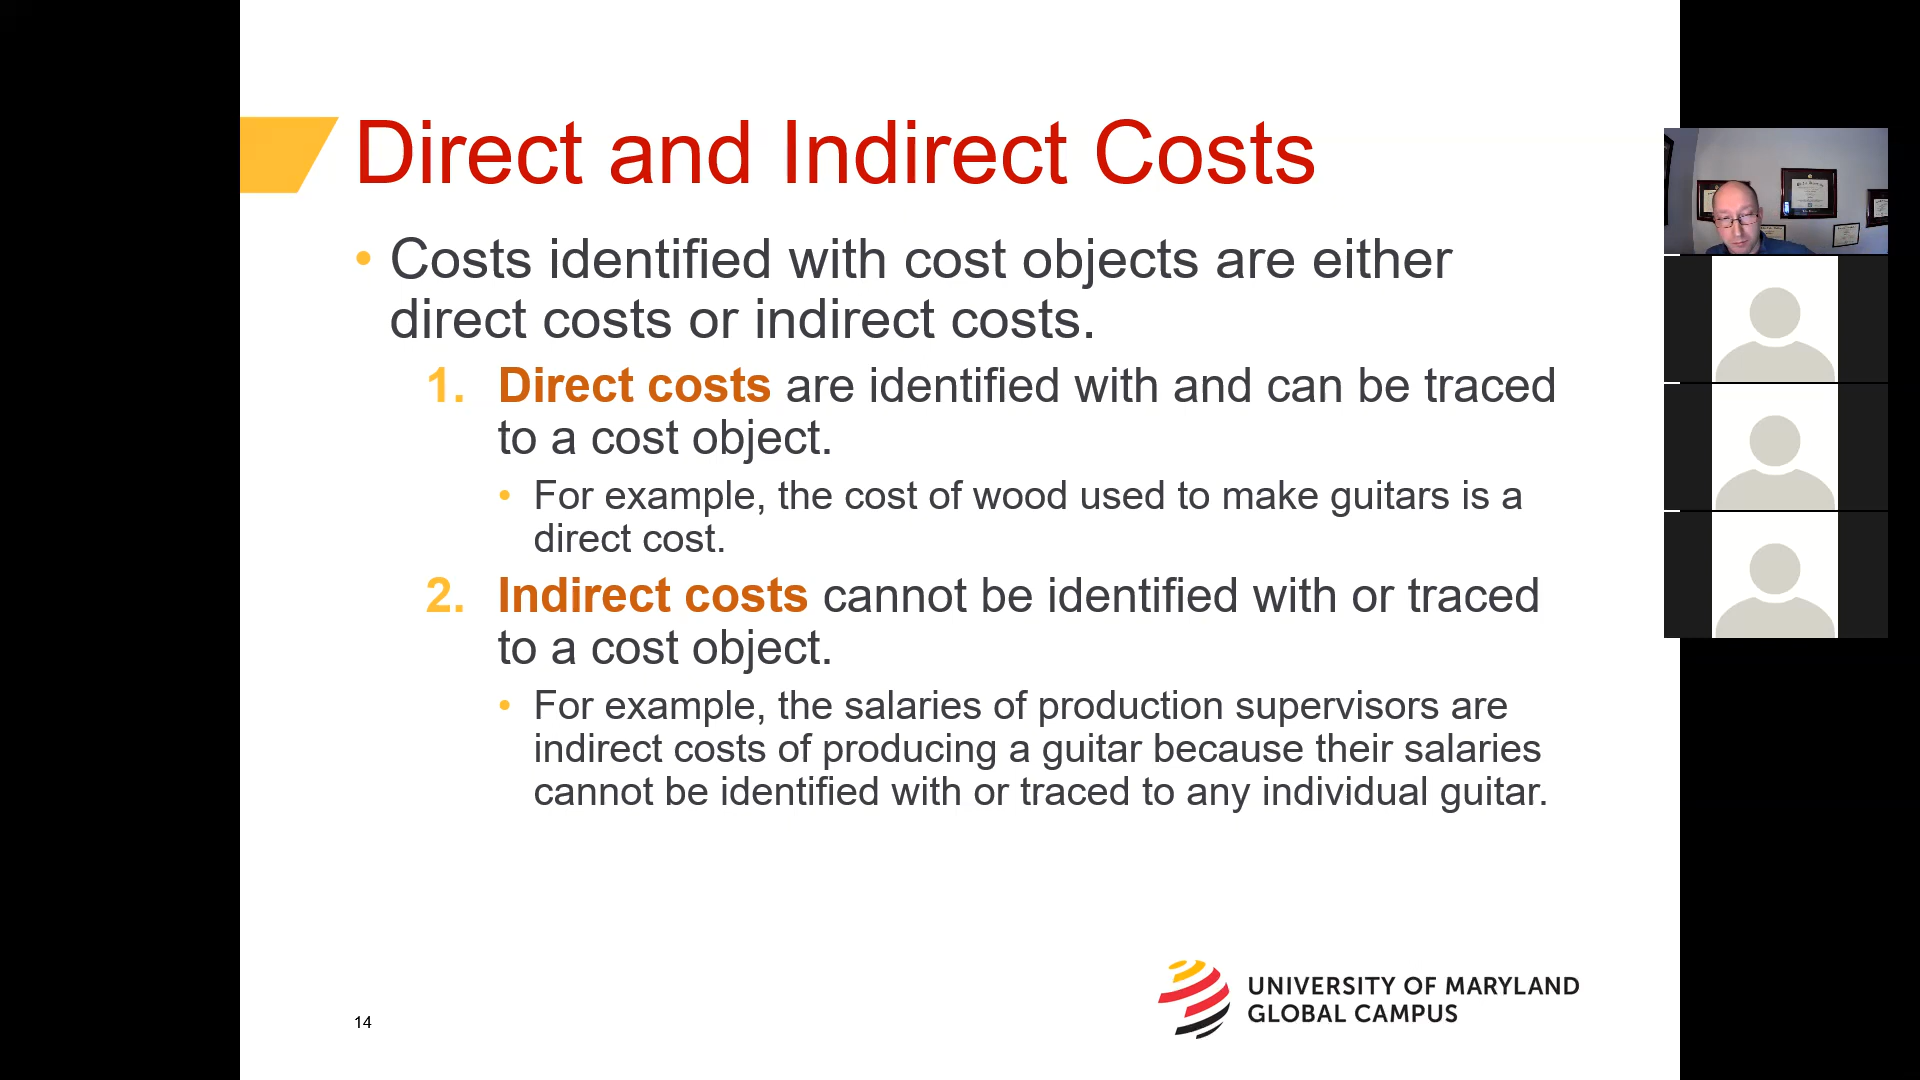 Direct and Indirect Costs
• Costs identified with cost objects are either
direct costs or indirect costs.
1. Direct costs are identified with and can be traced
to a cost object.
• For example, the cost of wood used to make guitars is a
direct cost.
2. Indirect costs cannot be identified with or traced
to a cost object.
• For example, the salaries of production supervisors are
indirect costs of producing a guitar because their salaries
cannot be identified with or traced to any individual guitar.
UNIVERSITY OF MARYLAND
GLOBAL CAMPUS
14